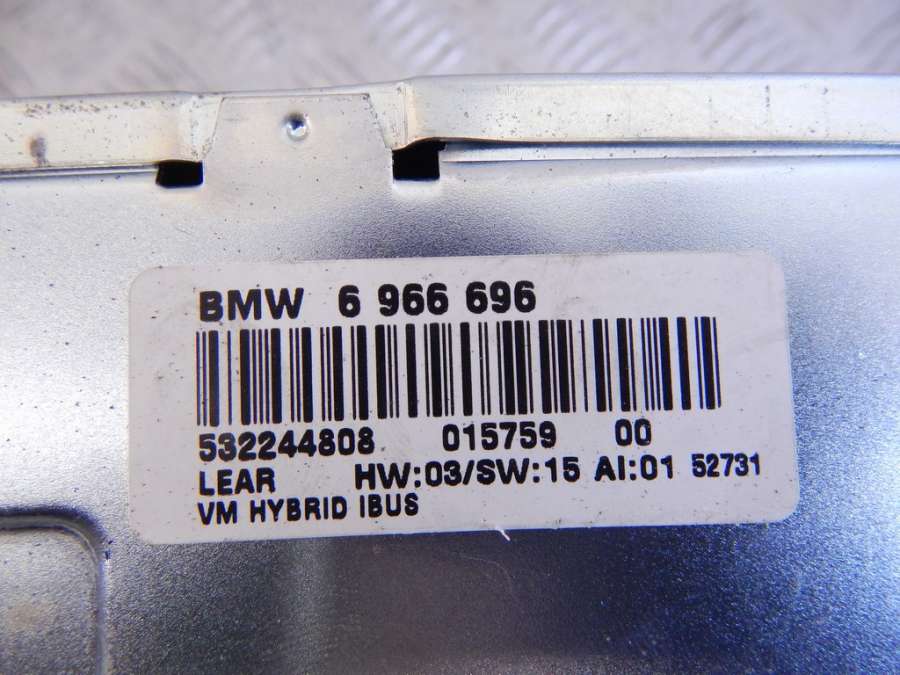 BMW 6 966 696
532244808 015759 00
LEAR HW:03/SW:15 AI:01 52731
VM HYBRID IBUS